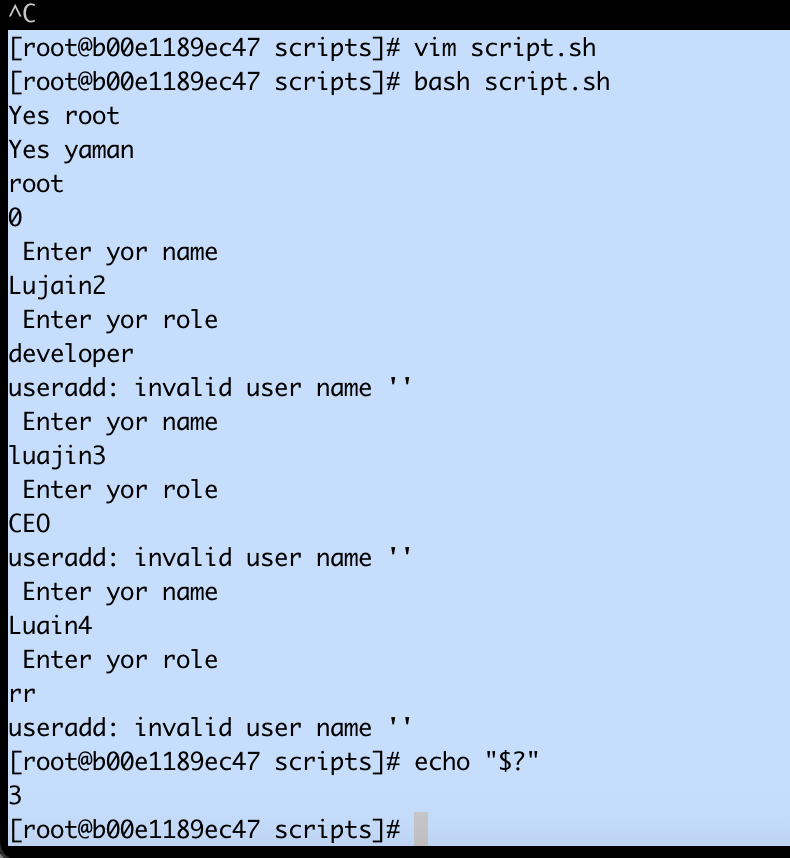 ^C
[root@b00e1189ec47 scripts]# vim script.sh
[root@b00e1189ec47 scripts]# bash script.sh
Yes root
Yes yaman
root
0
 Enter yor name
Lujain2
 Enter yor role
developer
useradd: invalid user name ''
 Enter yor name
luajin3
 Enter yor role
CEO
useradd: invalid user name ''
 Enter yor name
Luain4
 Enter yor role
rr
useradd: invalid user name ''
[root@b00e1189ec47 scripts]# echo "$?"
3
[root@b00e1189ec47 scripts]#